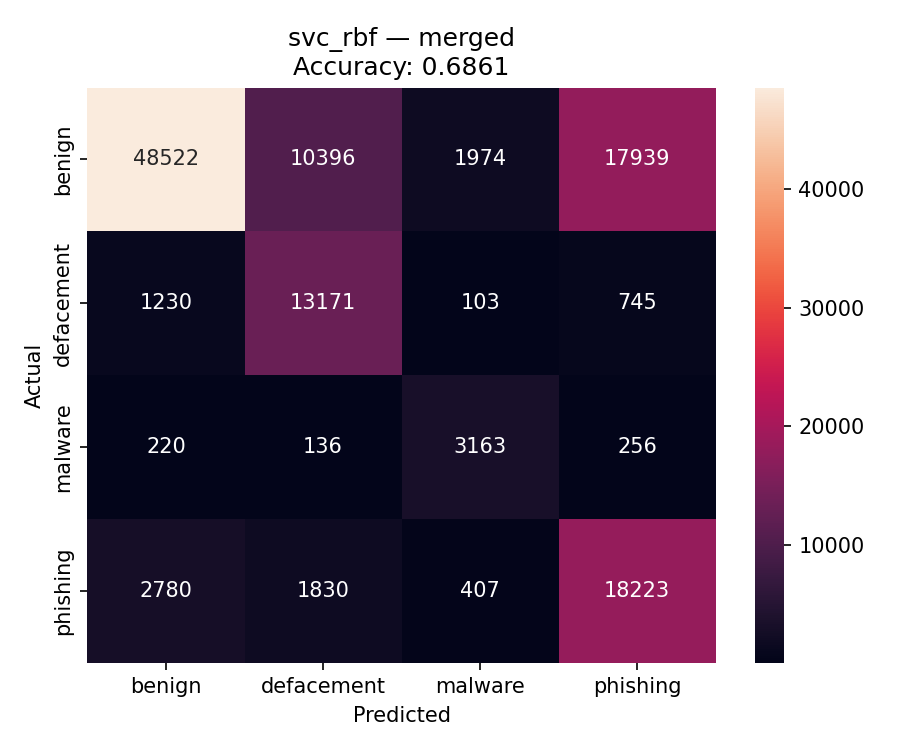 svc_rbf — merged
Accuracy: 0.6861
Actual
benign
48522 10396 1974 17939
defacement
1230 13171 103 745
malware
220 136 3163 256
phishing
2780 1830 407 18223
benign defacement malware phishing
Predicted
40000
30000
20000
10000